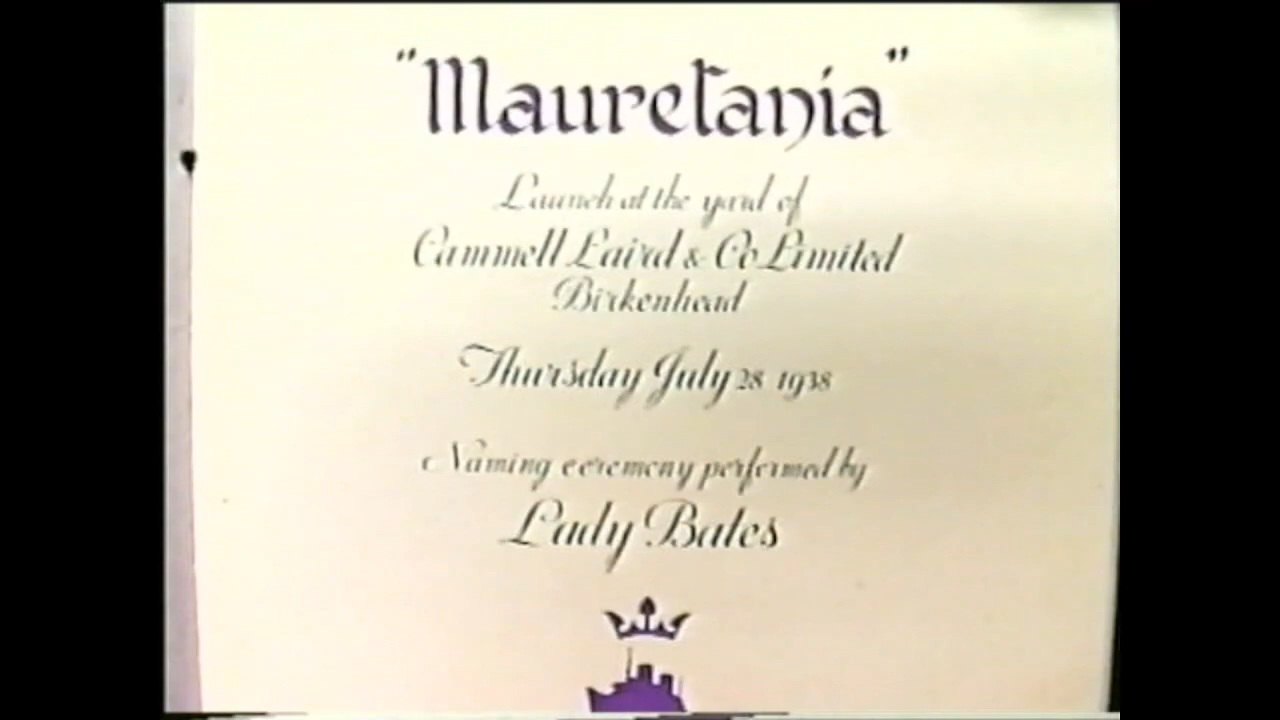 "Mauretania"
Launch at the yard of
Cammell Laird & Co Limited
Birkenhead
Thursday July 28 1938
Naming ceremony performed by
Lady Bates